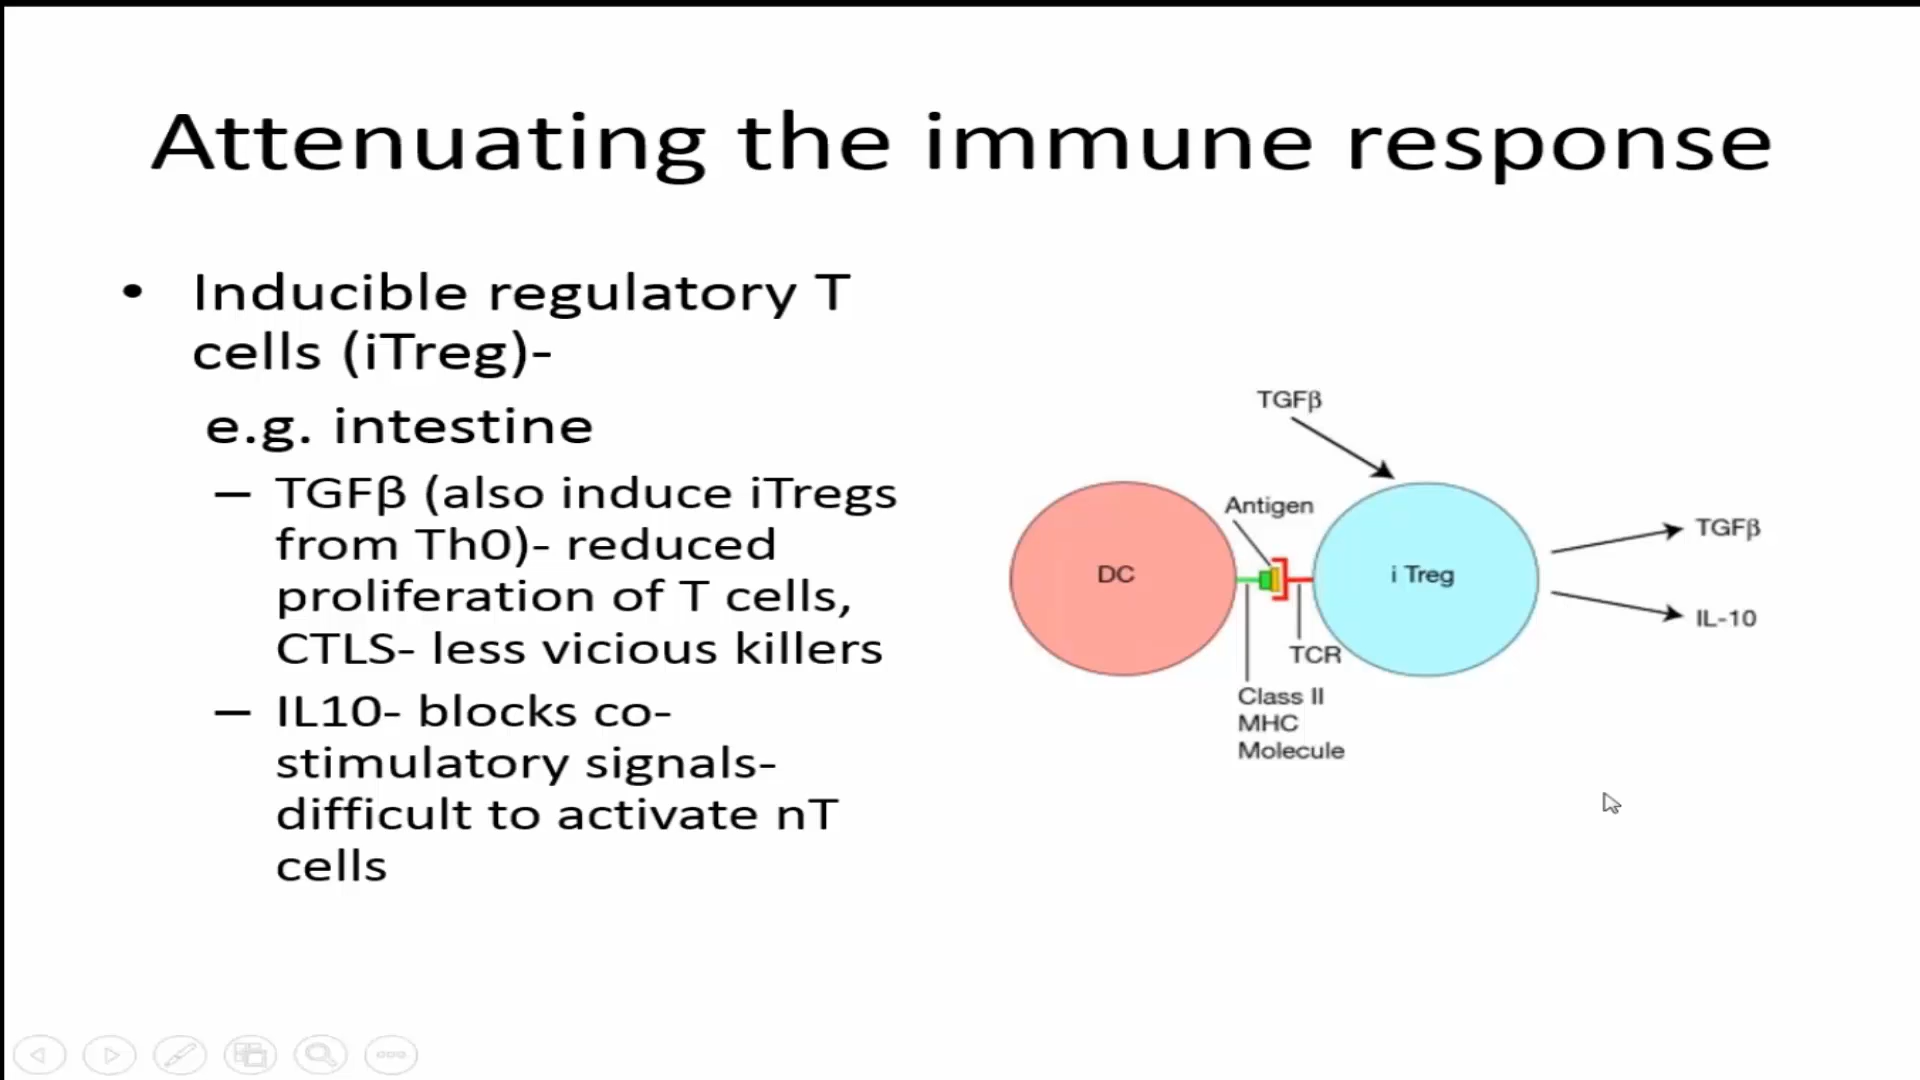 Attenuating the immune response
• Inducible regulatory T
cells (iTreg)-
e.g. intestine
– TGFβ (also induce iTregs
from Th0)- reduced
proliferation of T cells,
CTLS- less vicious killers
– IL10- blocks co-
stimulatory signals-
difficult to activate nT
cells
TGFβ
Antigen
DC
i Treg
TGFβ
IL-10
TCR
Class II
MHC
Molecule